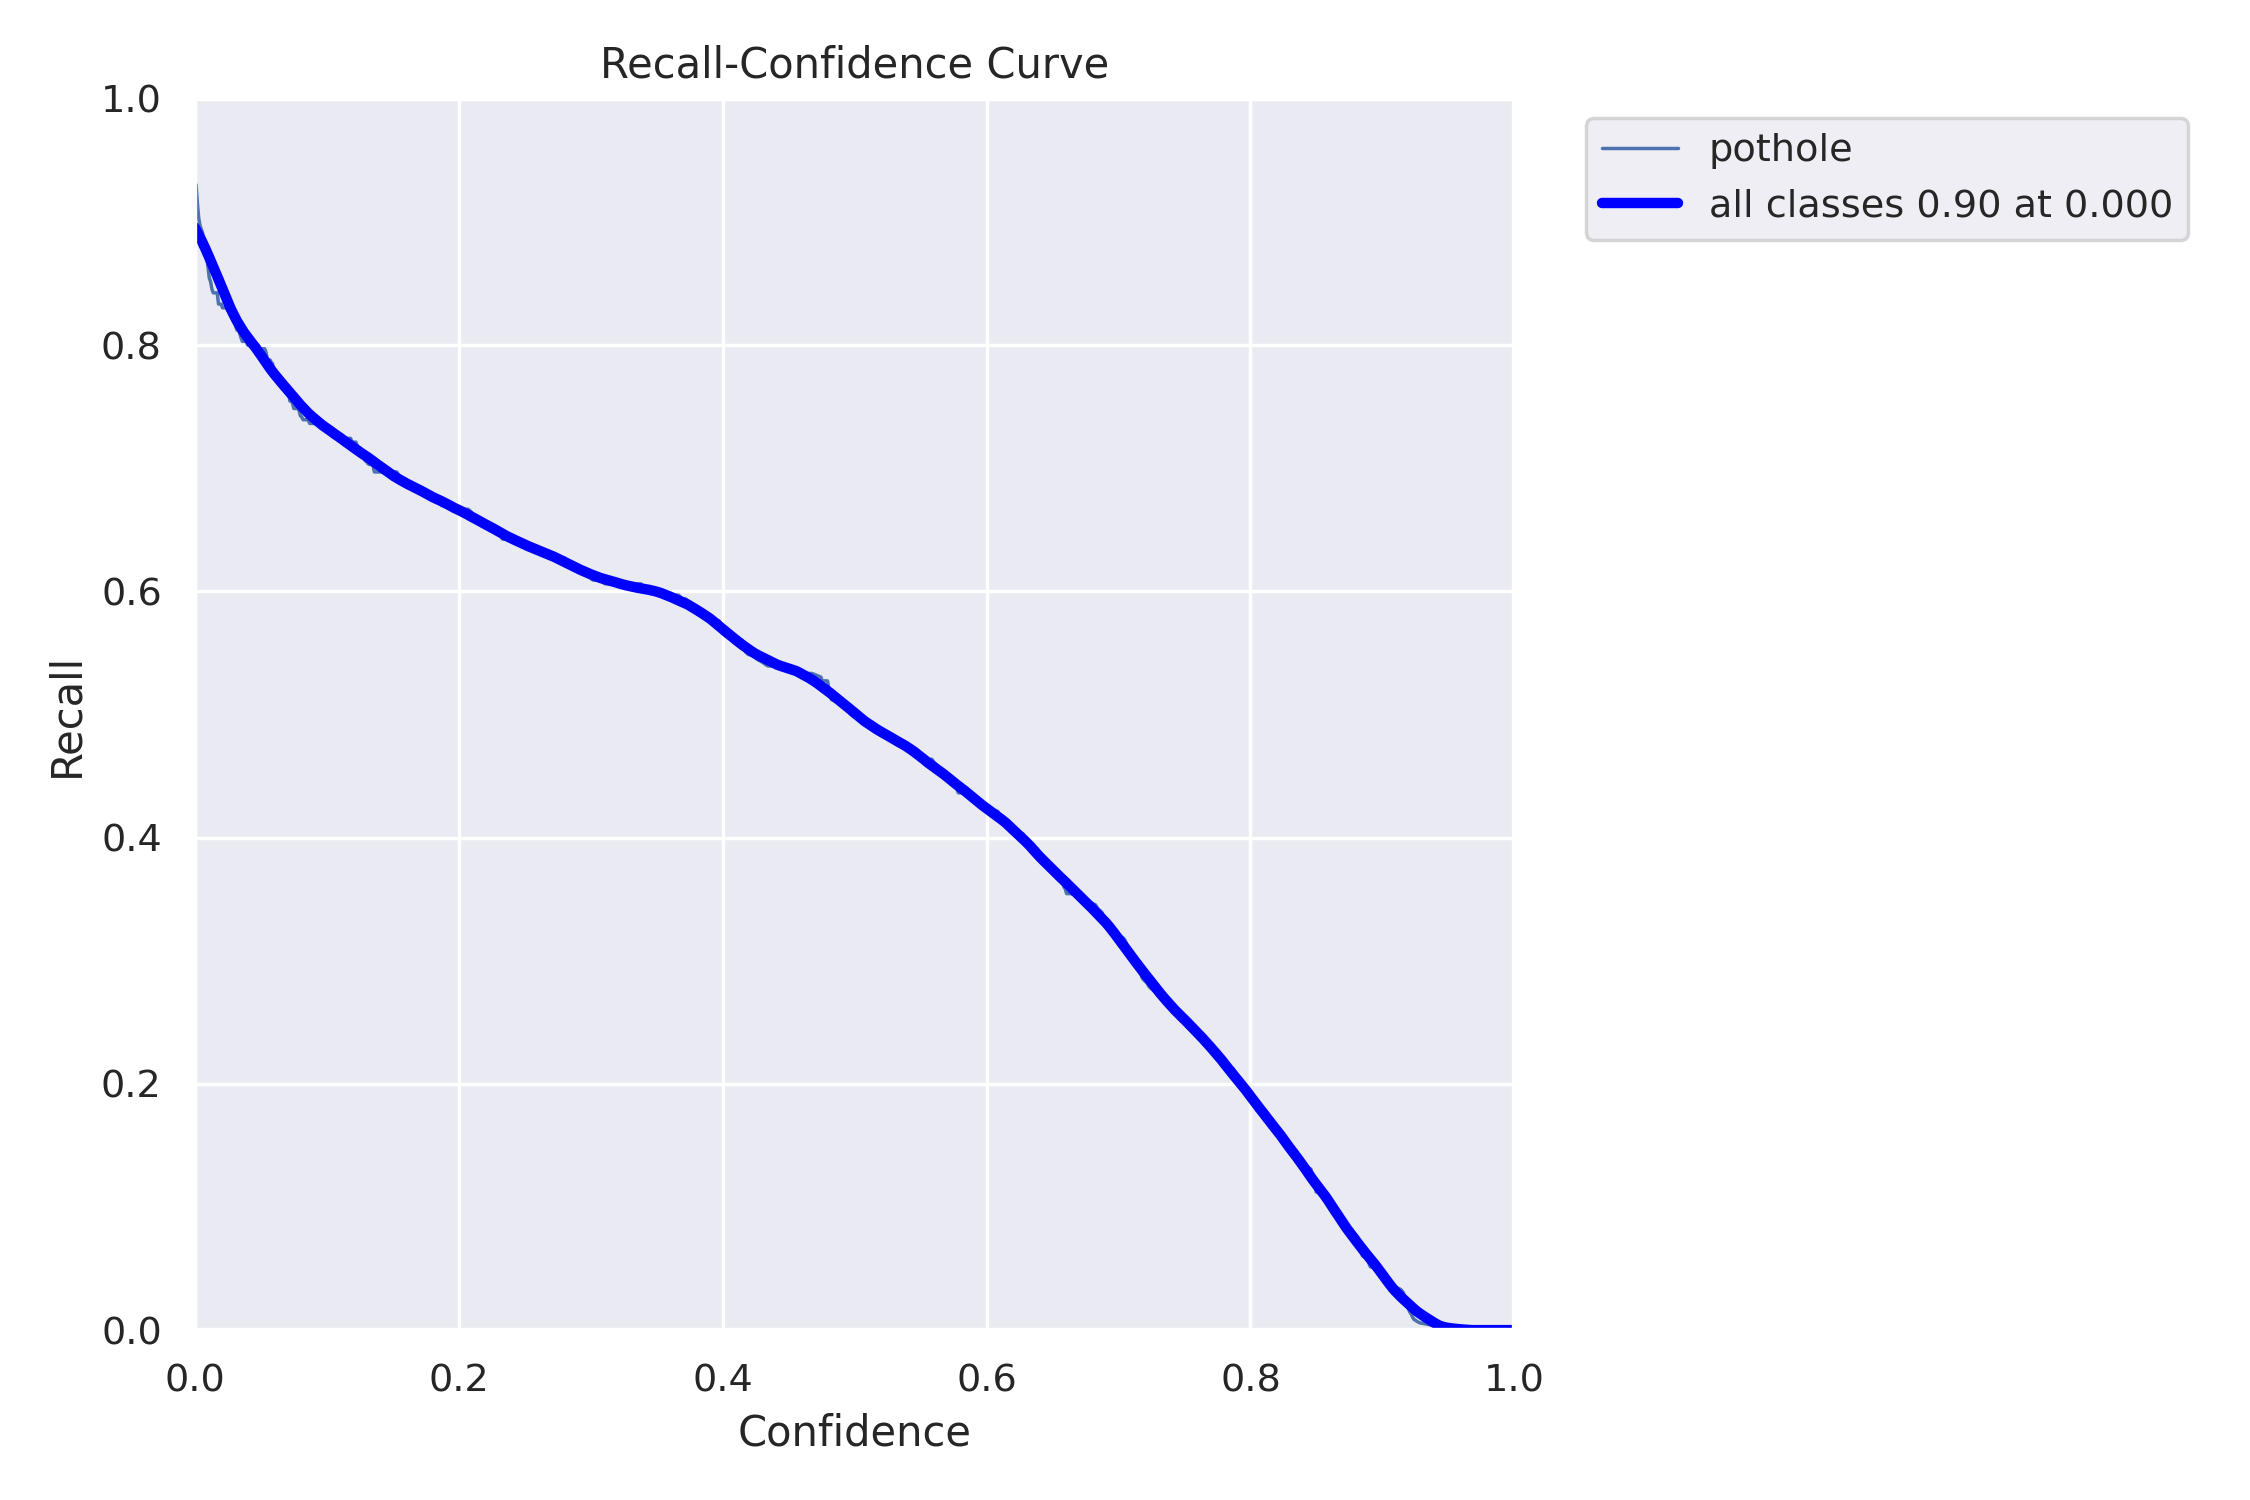 Recall-Confidence Curve
1.0
0.8
0.6
0.4
0.2
0.0
Recall
0.0 0.2 0.4 0.6 0.8 1.0
Confidence
pothole
all classes 0.90 at 0.000